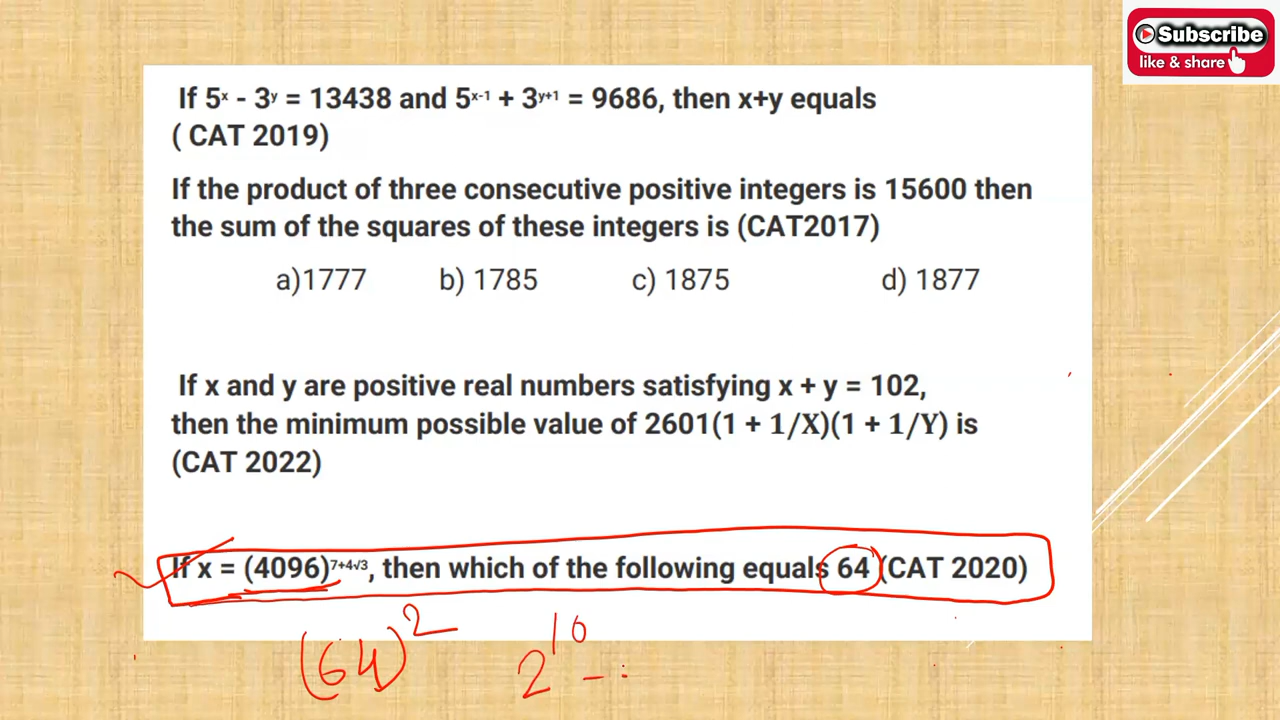 Subscribe
like & share
If 5ˣ - 3ʸ = 13438 and 5ˣ⁻¹ + 3ʸ⁺¹ = 9686, then x+y equals
( CAT 2019)
If the product of three consecutive positive integers is 15600 then
the sum of the squares of these integers is (CAT2017)
a)1777 b) 1785 c) 1875 d) 1877
If x and y are positive real numbers satisfying x + y = 102,
then the minimum possible value of 2601(1 + 1/X)(1 + 1/Y) is
(CAT 2022)
If x = (4096)⁷⁺⁴√³, then which of the following equals 64 (CAT 2020)
(64)² 2¹⁰ -